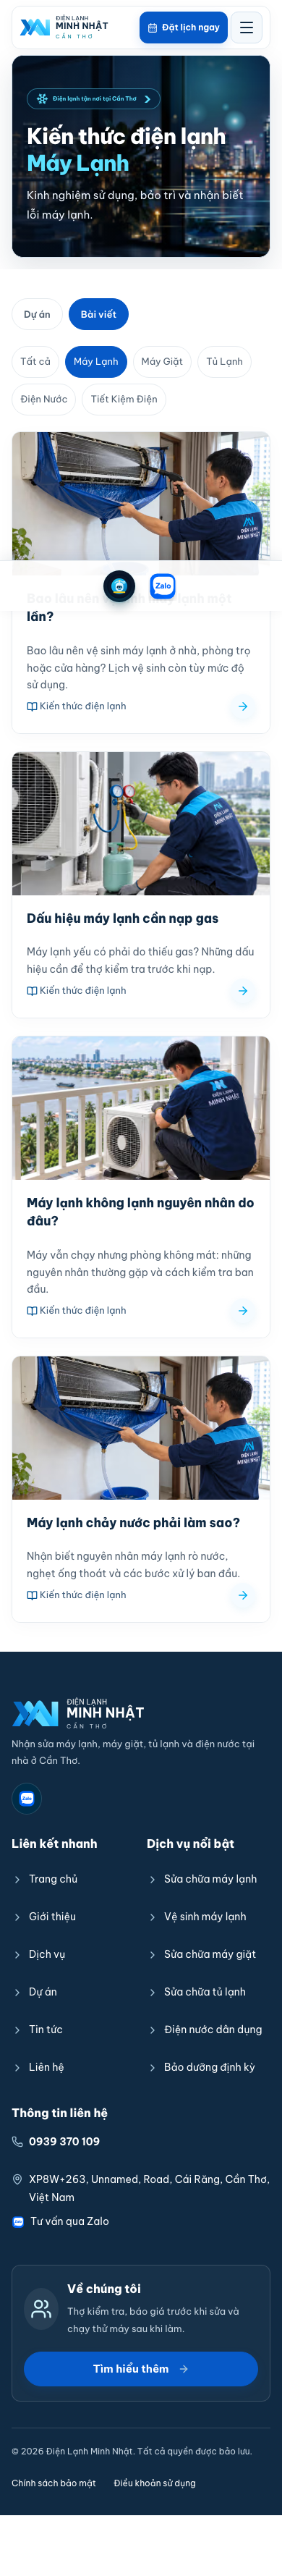 ĐIỆN LẠNH
MINH NHẬT
CẦN THƠ
Đặt lịch ngay
Điện lạnh tận nơi tại Cần Thơ
Kiến thức điện lạnh
Máy Lạnh
Kinh nghiệm sử dụng, bảo trì và nhận biết
lỗi máy lạnh.
Dự án
Bài viết
Tất cả
Máy Lạnh
Máy Giặt
Tủ Lạnh
Điện Nước
Tiết Kiệm Điện
Zalo
Bao lâu nên vệ sinh máy lạnh một
lần?
Bao lâu nên vệ sinh máy lạnh ở nhà, phòng trọ
hoặc cửa hàng? Lịch vệ sinh còn tùy mức độ
sử dụng.
Kiến thức điện lạnh
Dấu hiệu máy lạnh cần nạp gas
Máy lạnh yếu có phải do thiếu gas? Những dấu
hiệu cần để thợ kiểm tra trước khi nạp.
Kiến thức điện lạnh
Máy lạnh không lạnh nguyên nhân do
đâu?
Máy vẫn chạy nhưng phòng không mát: những
nguyên nhân thường gặp và cách kiểm tra ban
đầu.
Kiến thức điện lạnh
Máy lạnh chảy nước phải làm sao?
Nhận biết nguyên nhân máy lạnh rò nước,
nghẹt ống thoát và các bước xử lý ban đầu.
Kiến thức điện lạnh
ĐIỆN LẠNH
MINH NHẬT
CẦN THƠ
Nhận sửa máy lạnh, máy giặt, tủ lạnh và điện nước tại
nhà ở Cần Thơ.
Zalo
Liên kết nhanh
Trang chủ
Giới thiệu
Dịch vụ
Dự án
Tin tức
Liên hệ
Dịch vụ nổi bật
Sửa chữa máy lạnh
Vệ sinh máy lạnh
Sửa chữa máy giặt
Sửa chữa tủ lạnh
Điện nước dân dụng
Bảo dưỡng định kỳ
Thông tin liên hệ
0939 370 109
XP8W+263, Unnamed, Road, Cái Răng, Cần Thơ,
Việt Nam
Tư vấn qua Zalo
Về chúng tôi
Thợ kiểm tra, báo giá trước khi sửa và
chạy thử máy sau khi làm.
Tìm hiểu thêm
© 2026 Điện Lạnh Minh Nhật. Tất cả quyền được bảo lưu.
Chính sách bảo mật
Điều khoản sử dụng